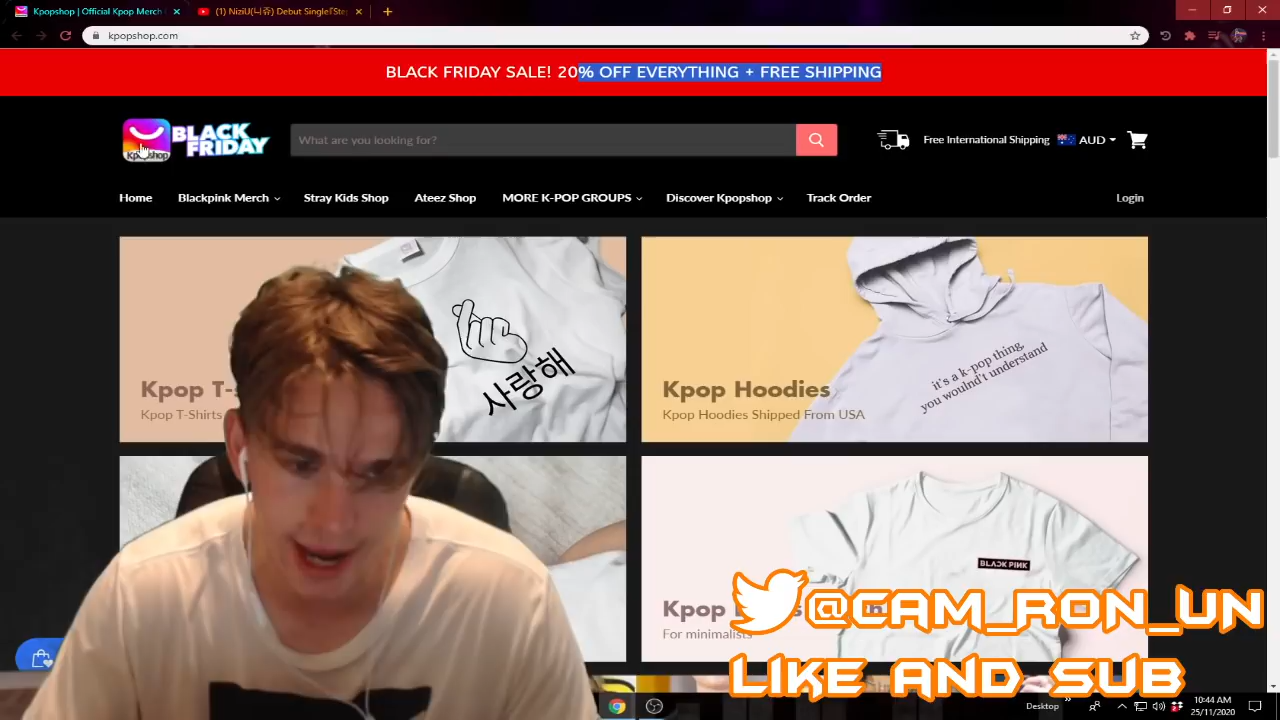 Kpopshop | Official Kpop Merch
(1) NiziU(니쥬) Debut Single『Ste
kpopshop.com
BLACK FRIDAY SALE! 20% OFF EVERYTHING + FREE SHIPPING
Kpopshop
BLACK
FRIDAY
What are you looking for?
Free International Shipping
AUD
Home
Blackpink Merch
Stray Kids Shop
Ateez Shop
MORE K-POP GROUPS
Discover Kpopshop
Track Order
Login
사랑해
Kpop T-
Kpop T-Shirts
it's a k-pop thing,
you woulnd't understand
Kpop Hoodies
Kpop Hoodies Shipped From USA
BLACKPINK
Kpop
For minimalists
@CAM_RON_UN
LIKE AND SUB
Desktop
10:44 AM
25/11/2020